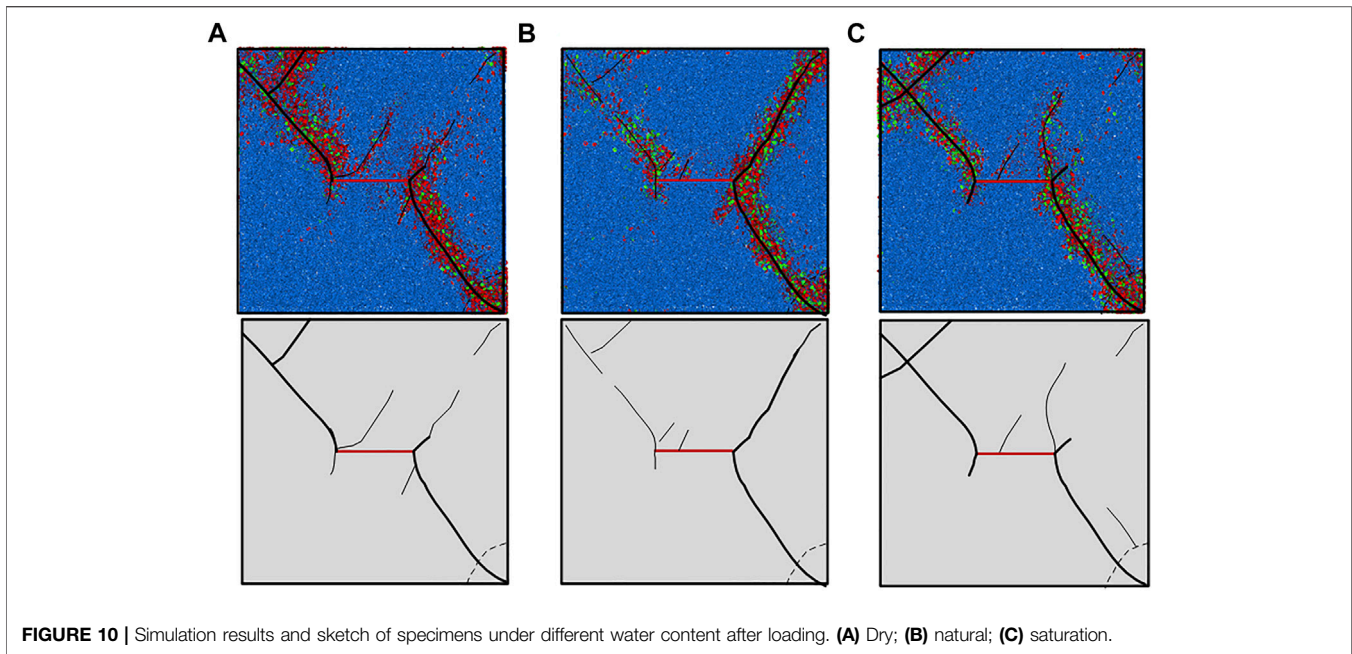 A
B
C
FIGURE 10 | Simulation results and sketch of specimens under different water content after loading. (A) Dry; (B) natural; (C) saturation.